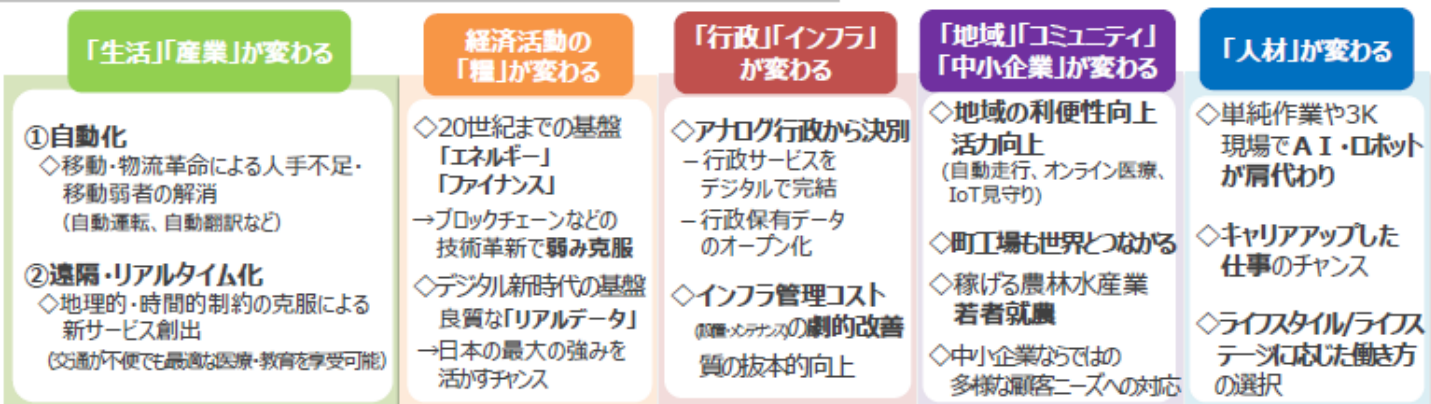 「生活」「産業」が変わる
①自動化
◇移動・物流革命による人手不足・
移動弱者の解消
(自動運転、自動翻訳など)
②遠隔・リアルタイム化
◇地理的・時間的制約の克服による
新サービス創出
(交通が不便でも最適な医療・教育を享受可能)
経済活動の
「糧」が変わる
◇20世紀までの基盤
「エネルギー」
「ファイナンス」
→ブロックチェーンなどの
技術革新で弱み克服
◇デジタル新時代の基盤
良質な「リアルデータ」
→日本の最大の強みを
活かすチャンス
「行政」「インフラ」
が変わる
◇アナログ行政から決別
－行政サービスを
デジタルで完結
－行政保有データ
のオープン化
◇インフラ管理コスト
(設置・メンテナンス)の劇的改善
質の抜本的向上
「地域」「コミュニティ」
「中小企業」が変わる
◇地域の利便性向上
活力向上
(自動走行、オンライン医療、
IoT見守り)
◇町工場も世界とつながる
◇稼げる農林水産業
若者就農
◇中小企業ならではの
多様な顧客ニーズへの対応
「人材」が変わる
◇単純作業や3K
現場でＡＩ・ロボット
が肩代わり
◇キャリアアップした
仕事のチャンス
◇ライフスタイル/ライフス
テージに応じた働き方
の選択